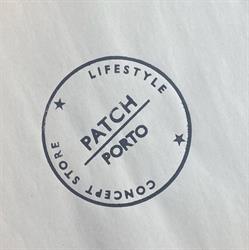 LIFESTYLE
PATCH
PORTO
CONCEPT STORE